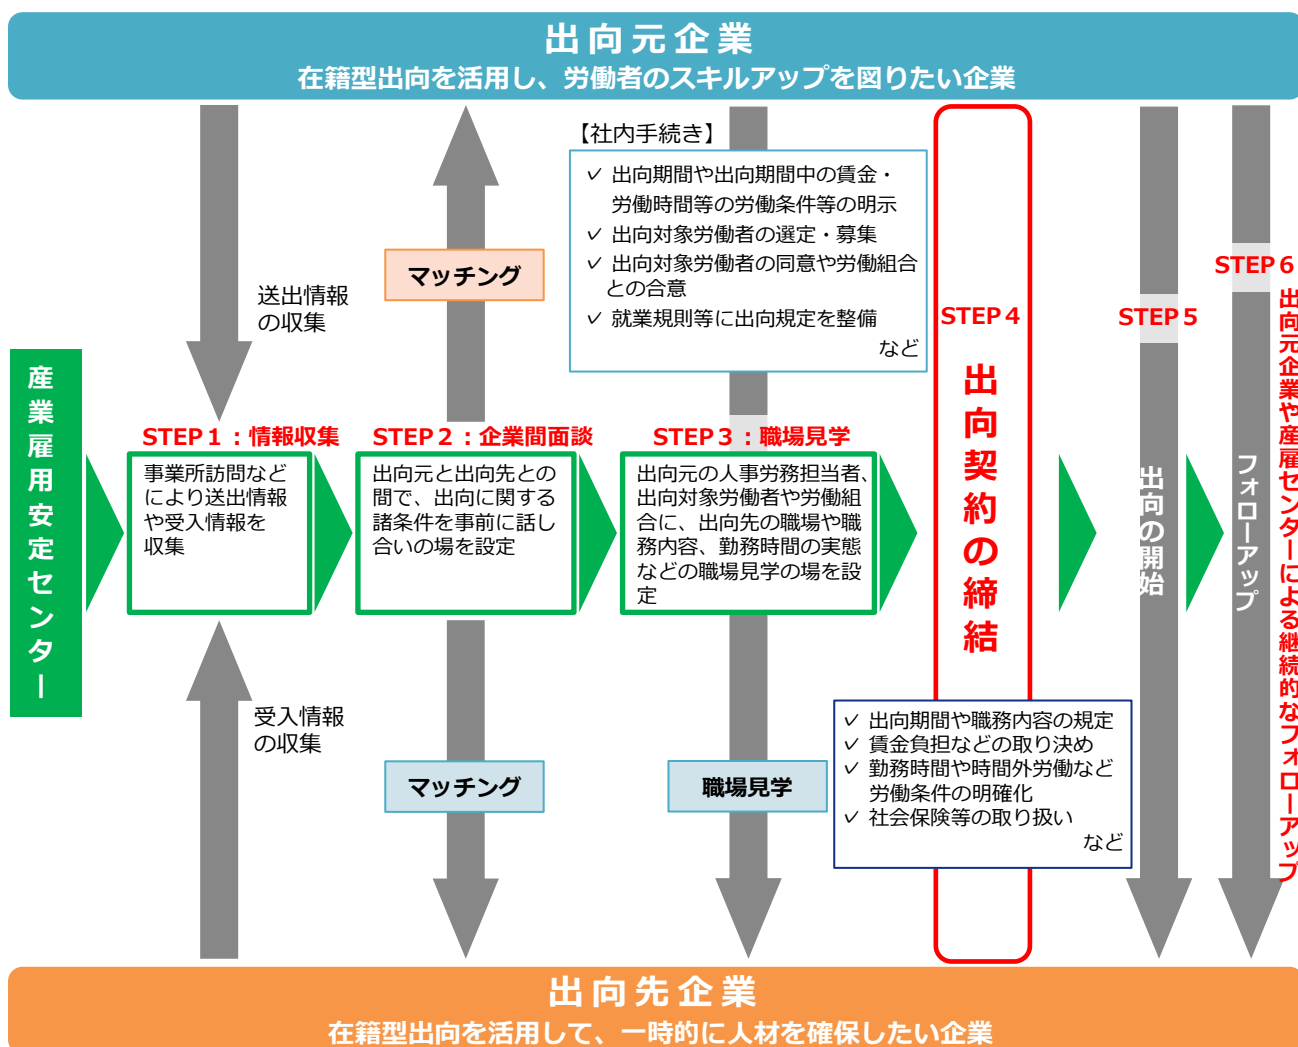 出向元企業
在籍型出向を活用し、労働者のスキルアップを図りたい企業
【社内手続き】
✓ 出向期間や出向期間中の賃金・
労働時間等の労働条件等の明示
✓ 出向対象労働者の選定・募集
✓ 出向対象労働者の同意や労働組合
との合意
✓ 就業規則等に出向規定を整備
など
マッチング
送出情報
の収集
産業雇用安定センター
STEP1：情報収集
事業所訪問など
により送出情報
や受入情報を
収集
STEP2：企業間面談
出向元と出向先との
間で、出向に関する
諸条件を事前に話し
合いの場を設定
STEP3：職場見学
出向元の人事労務担当者、
出向対象労働者や労働組
合に、出向先の職場や職
務内容、勤務時間の実態
などの職場見学の場を設
定
STEP4
出向契約の締結
STEP5
出向の開始
STEP6
フォローアップ
出向元企業や産雇センターによる継続的なフォローアップ
受入情報
の収集
マッチング
職場見学
✓ 出向期間や職務内容の規定
✓ 賃金負担などの取り決め
✓ 勤務時間や時間外労働など
労働条件の明確化
✓ 社会保険等の取り扱い
など
出向先企業
在籍型出向を活用して、一時的に人材を確保したい企業